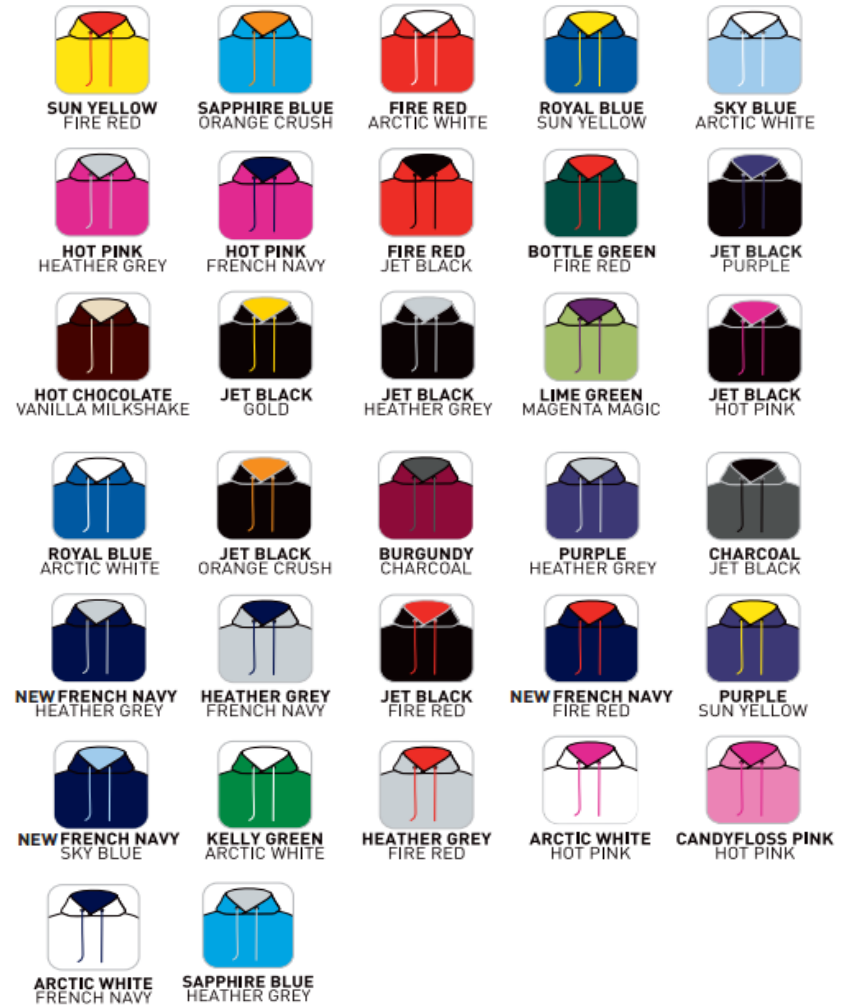 SUN YELLOW
FIRE RED
SAPPHIRE BLUE
ORANGE CRUSH
FIRE RED
ARCTIC WHITE
ROYAL BLUE
SUN YELLOW
SKY BLUE
ARCTIC WHITE
HOT PINK
HEATHER GREY
HOT PINK
FRENCH NAVY
FIRE RED
JET BLACK
BOTTLE GREEN
FIRE RED
JET BLACK
PURPLE
HOT CHOCOLATE
VANILLA MILKSHAKE
JET BLACK
GOLD
JET BLACK
HEATHER GREY
LIME GREEN
MAGENTA MAGIC
JET BLACK
HOT PINK
ROYAL BLUE
ARCTIC WHITE
JET BLACK
ORANGE CRUSH
BURGUNDY
CHARCOAL
PURPLE
HEATHER GREY
CHARCOAL
JET BLACK
NEW FRENCH NAVY
HEATHER GREY
HEATHER GREY
FRENCH NAVY
JET BLACK
FIRE RED
NEW FRENCH NAVY
FIRE RED
PURPLE
SUN YELLOW
NEW FRENCH NAVY
SKY BLUE
KELLY GREEN
ARCTIC WHITE
HEATHER GREY
FIRE RED
ARCTIC WHITE
HOT PINK
CANDYFLOSS PINK
HOT PINK
ARCTIC WHITE
FRENCH NAVY
SAPPHIRE BLUE
HEATHER GREY